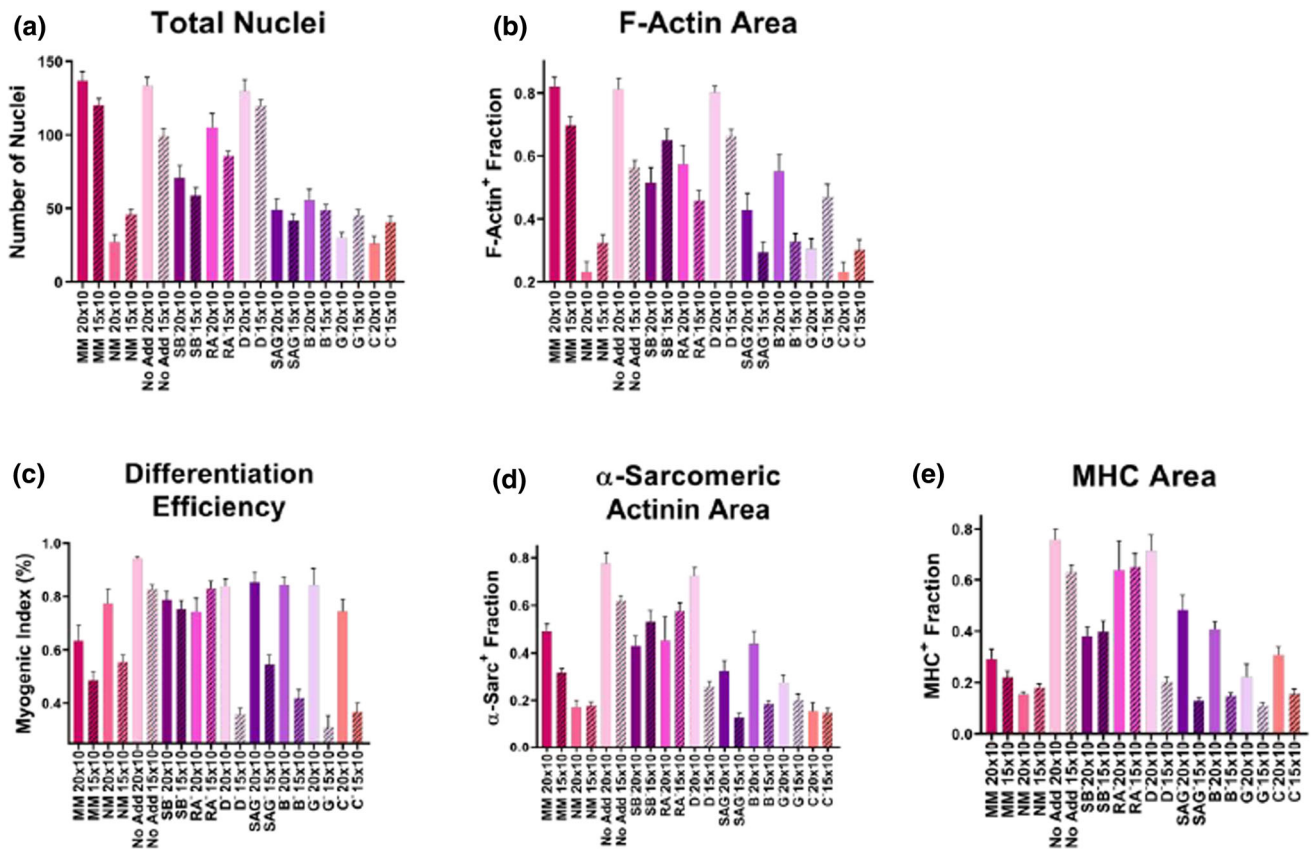 (a)
Total Nuclei
Number of Nuclei
150
100
50
0
MM 20x10
MM 15x10
NM 20x10
NM 15x10
No Add 20x10
No Add 15x10
SB⁻20x10
SB⁻15x10
RA⁻20x10
RA⁻15x10
D⁻20x10
D⁻15x10
SAG⁻20x10
SAG⁻15x10
B⁻20x10
B⁻15x10
G⁻20x10
G⁻15x10
C⁻20x10
C⁻15x10
(b)
F-Actin Area
F-Actin⁺ Fraction
0.8
0.6
0.4
0.2
MM 20x10
MM 15x10
NM 20x10
NM 15x10
No Add 20x10
No Add 15x10
SB⁻20x10
SB⁻15x10
RA⁻20x10
RA⁻15x10
D⁻20x10
D⁻15x10
SAG⁻20x10
SAG⁻15x10
B⁻20x10
B⁻15x10
G⁻20x10
G⁻15x10
C⁻20x10
C⁻15x10
(c)
Differentiation
Efficiency
Myogenic Index (%)
1.0
0.8
0.6
0.4
MM 20x10
MM 15x10
NM 20x10
NM 15x10
No Add 20x10
No Add 15x10
SB⁻20x10
SB⁻15x10
RA⁻20x10
RA⁻15x10
D⁻20x10
D⁻15x10
SAG⁻20x10
SAG⁻15x10
B⁻20x10
B⁻15x10
G⁻20x10
G⁻15x10
C⁻20x10
C⁻15x10
(d)
α-Sarcomeric
Actinin Area
α-Sarc⁺ Fraction
0.8
0.6
0.4
0.2
0.0
MM 20x10
MM 15x10
NM 20x10
NM 15x10
No Add 20x10
No Add 15x10
SB⁻20x10
SB⁻15x10
RA⁻20x10
RA⁻15x10
D⁻20x10
D⁻15x10
SAG⁻20x10
SAG⁻15x10
B⁻20x10
B⁻15x10
G⁻20x10
G⁻15x10
C⁻20x10
C⁻15x10
(e)
MHC Area
MHC⁺ Fraction
0.8
0.6
0.4
0.2
0.0
MM 20x10
MM 15x10
NM 20x10
NM 15x10
No Add 20x10
No Add 15x10
SB⁻20x10
SB⁻15x10
RA⁻20x10
RA⁻15x10
D⁻20x10
D⁻15x10
SAG⁻20x10
SAG⁻15x10
B⁻20x10
B⁻15x10
G⁻20x10
G⁻15x10
C⁻20x10
C⁻15x10